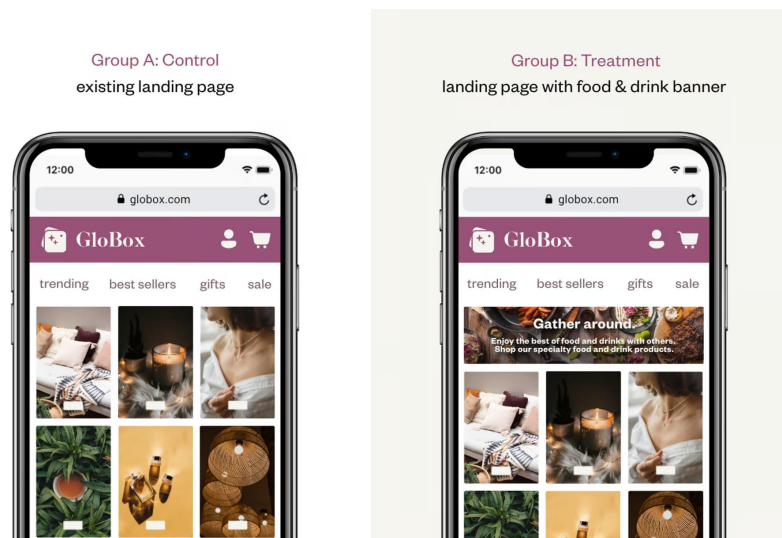 Group A: Control
existing landing page
12:00
globox.com
GloBox
trending best sellers gifts sale
Group B: Treatment
landing page with food & drink banner
12:00
globox.com
GloBox
trending best sellers gifts sale
Gather around.
Enjoy the best of food and drinks with others.
Shop our specialty food and drink products.